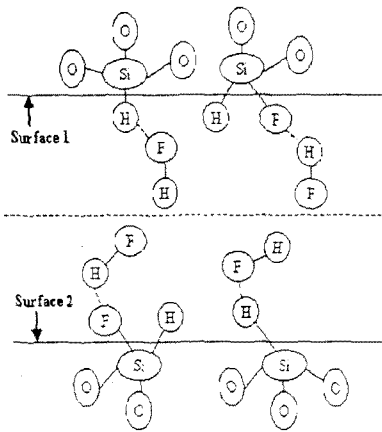 O O
O Si O O Si O
H H F
Surface 1
F H
H F
F H
H F
Surface 2
F H H
Si Si
O O C
C O